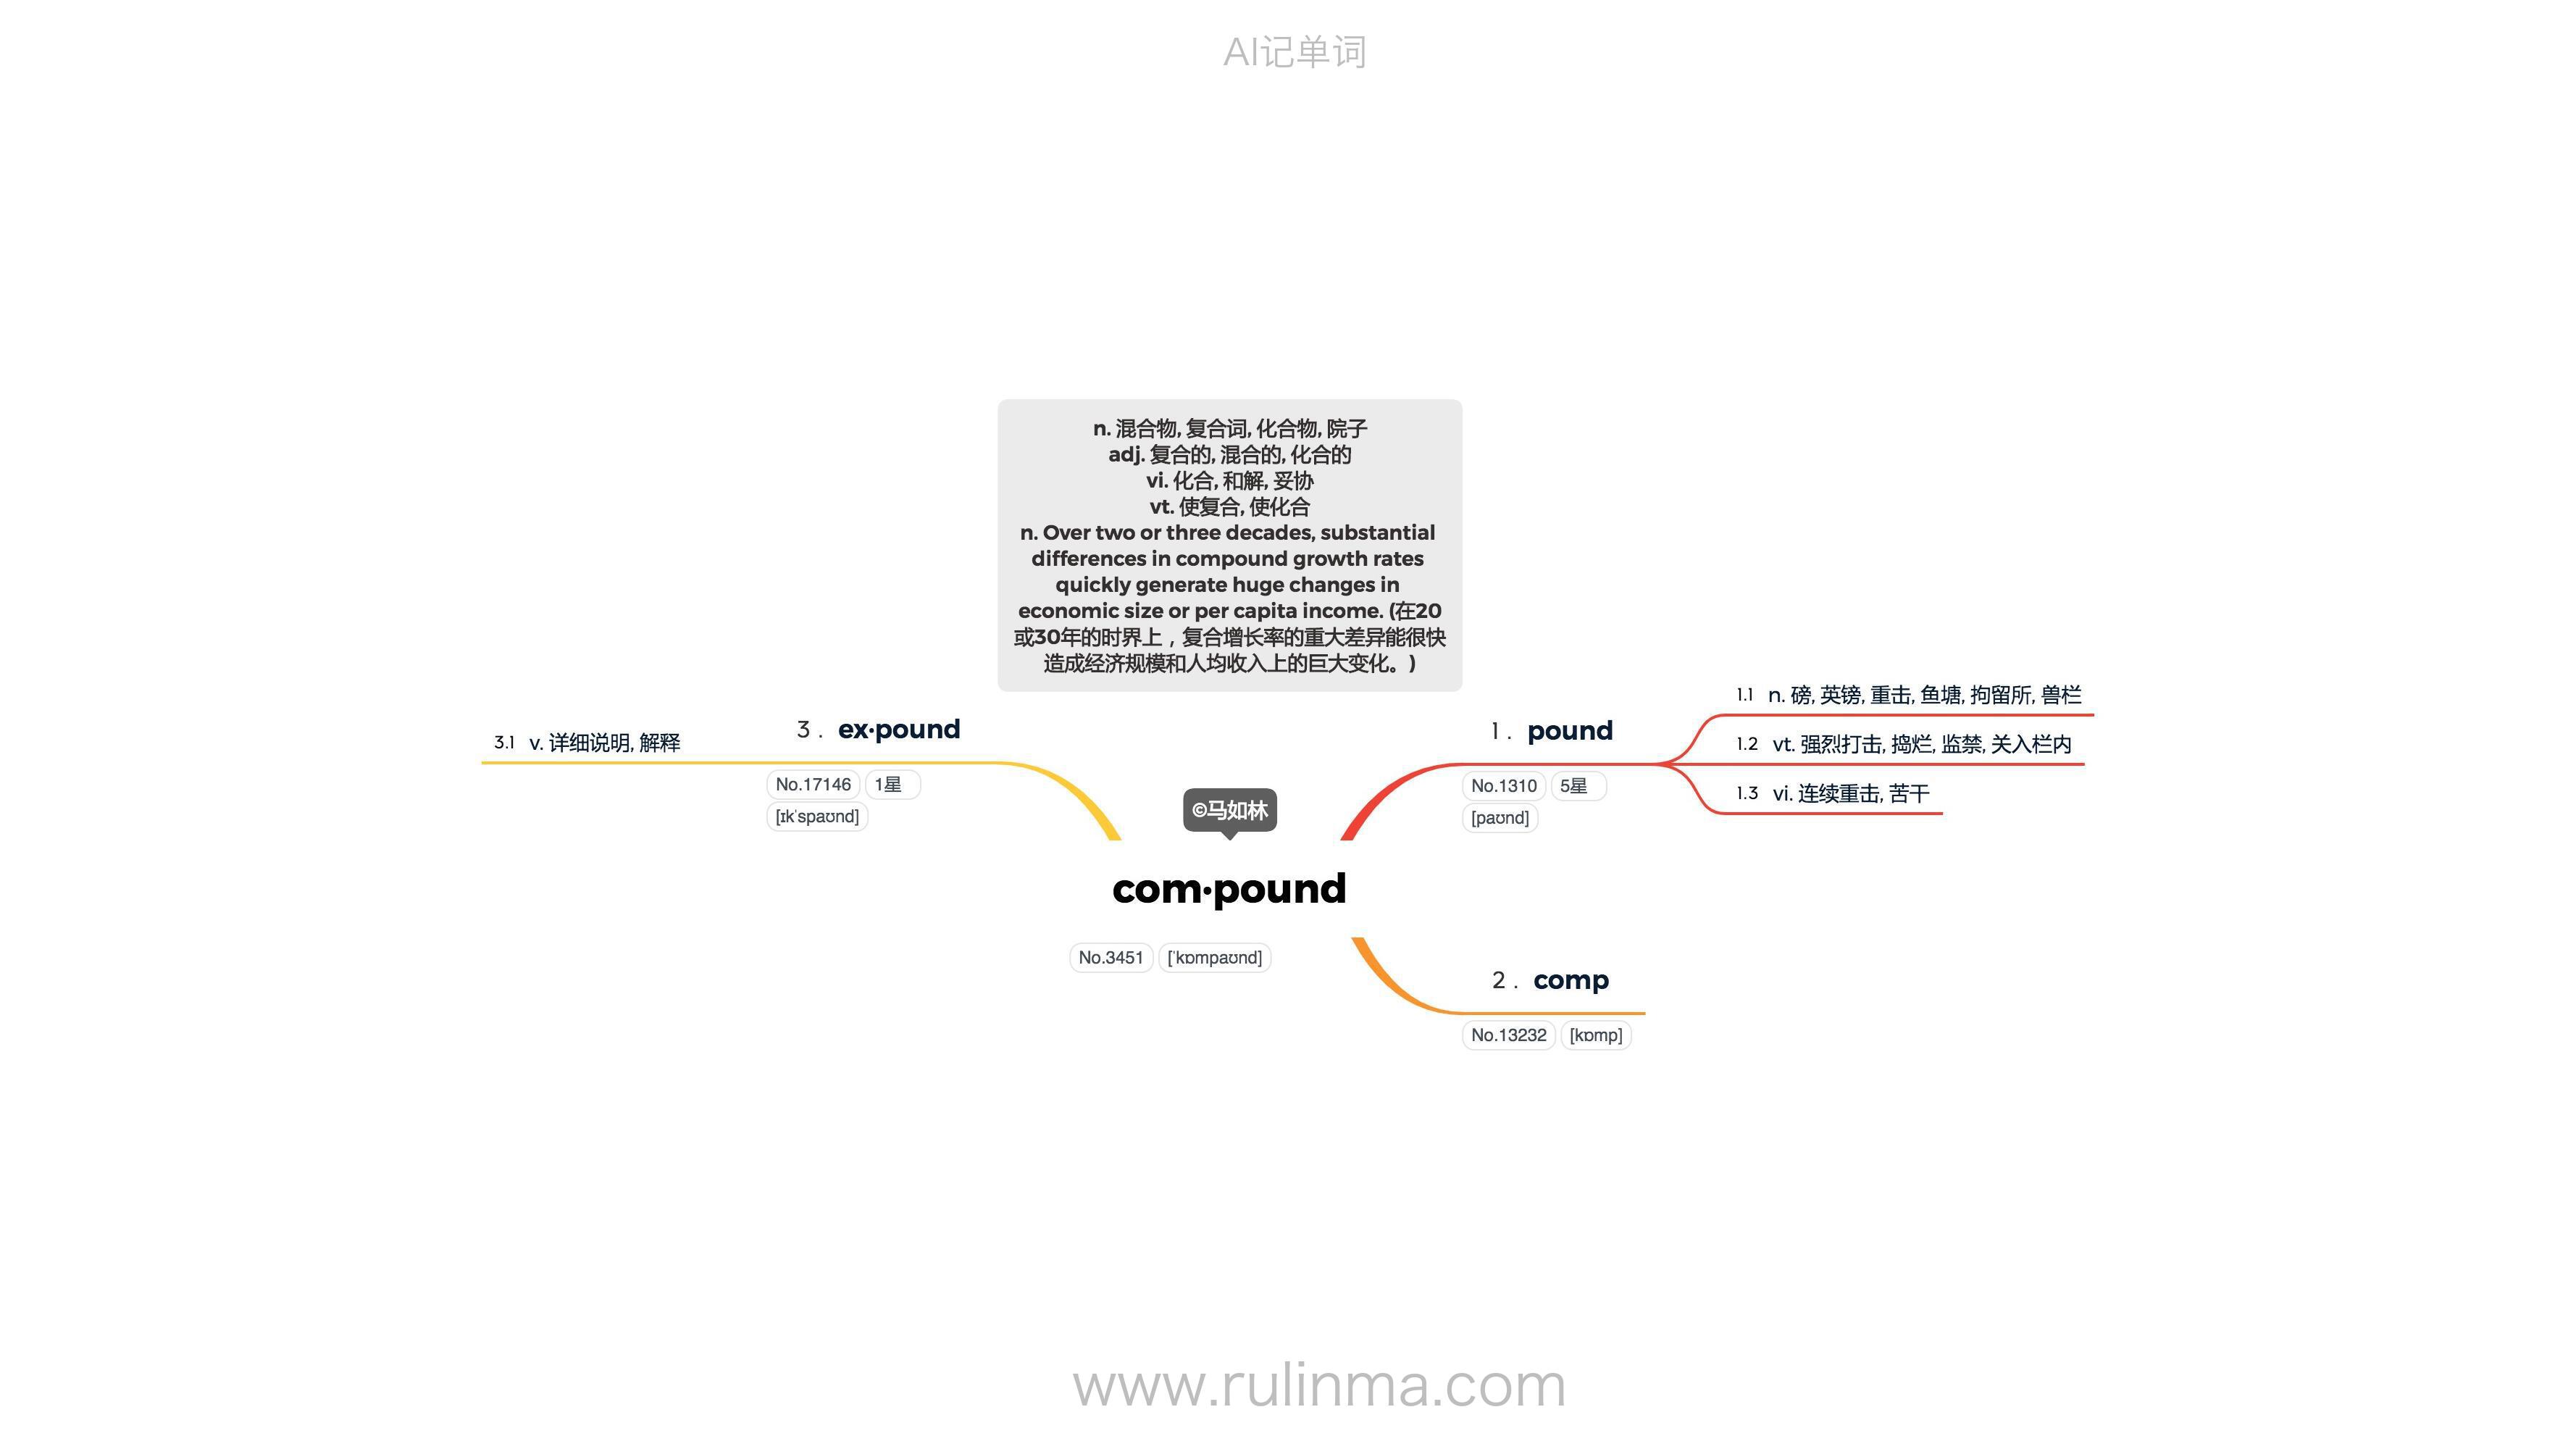 AI记单词
n. 混合物, 复合词, 化合物, 院子
adj. 复合的, 混合的, 化合的
vi. 化合, 和解, 妥协
vt. 使复合, 使化合
n. Over two or three decades, substantial
differences in compound growth rates
quickly generate huge changes in
economic size or per capita income. (在20
或30年的时界上，复合增长率的重大差异能很快
造成经济规模和人均收入上的巨大变化。)
©马如林
com·pound
No.3451 [ˈkɒmpaʊnd]
1 . pound
No.1310 5星
[paʊnd]
1.1 n. 磅, 英镑, 重击, 鱼塘, 拘留所, 兽栏
1.2 vt. 强烈打击, 捣烂, 监禁, 关入栏内
1.3 vi. 连续重击, 苦干
2 . comp
No.13232 [kɒmp]
3 . ex·pound
No.17146 1星
[ɪkˈspaʊnd]
3.1 v. 详细说明, 解释
www.rulinma.com